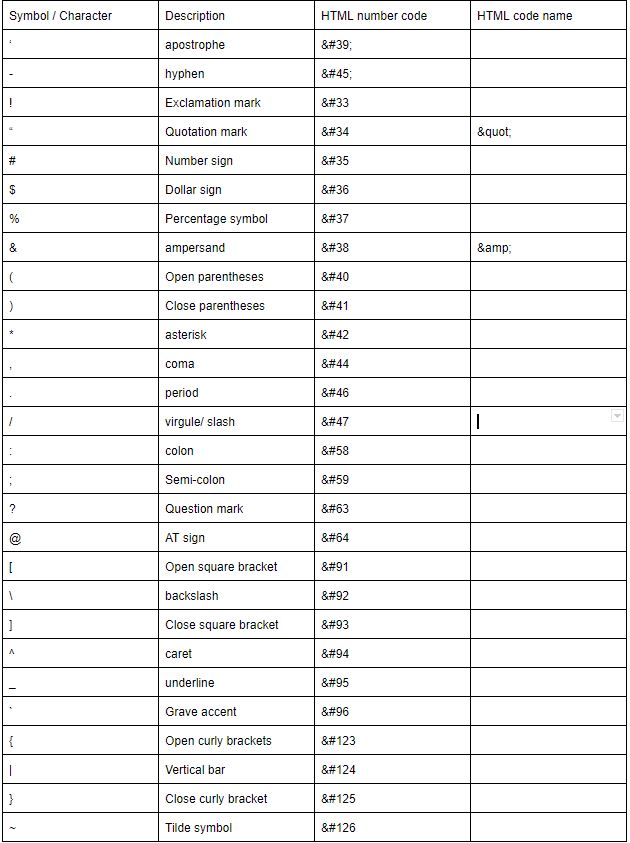 Symbol / Character Description HTML number code HTML code name
‘ apostrophe &#39;
- hyphen &#45;
! Exclamation mark &#33
“ Quotation mark &#34 &quot;
# Number sign &#35
$ Dollar sign &#36
% Percentage symbol &#37
& ampersand &#38 &amp;
( Open parentheses &#40
) Close parentheses &#41
* asterisk &#42
, coma &#44
. period &#46
/ virgule/ slash &#47
: colon &#58
; Semi-colon &#59
? Question mark &#63
@ AT sign &#64
[ Open square bracket &#91
\ backslash &#92
] Close square bracket &#93
^ caret &#94
_ underline &#95
` Grave accent &#96
{ Open curly brackets &#123
| Vertical bar &#124
} Close curly bracket &#125
~ Tilde symbol &#126